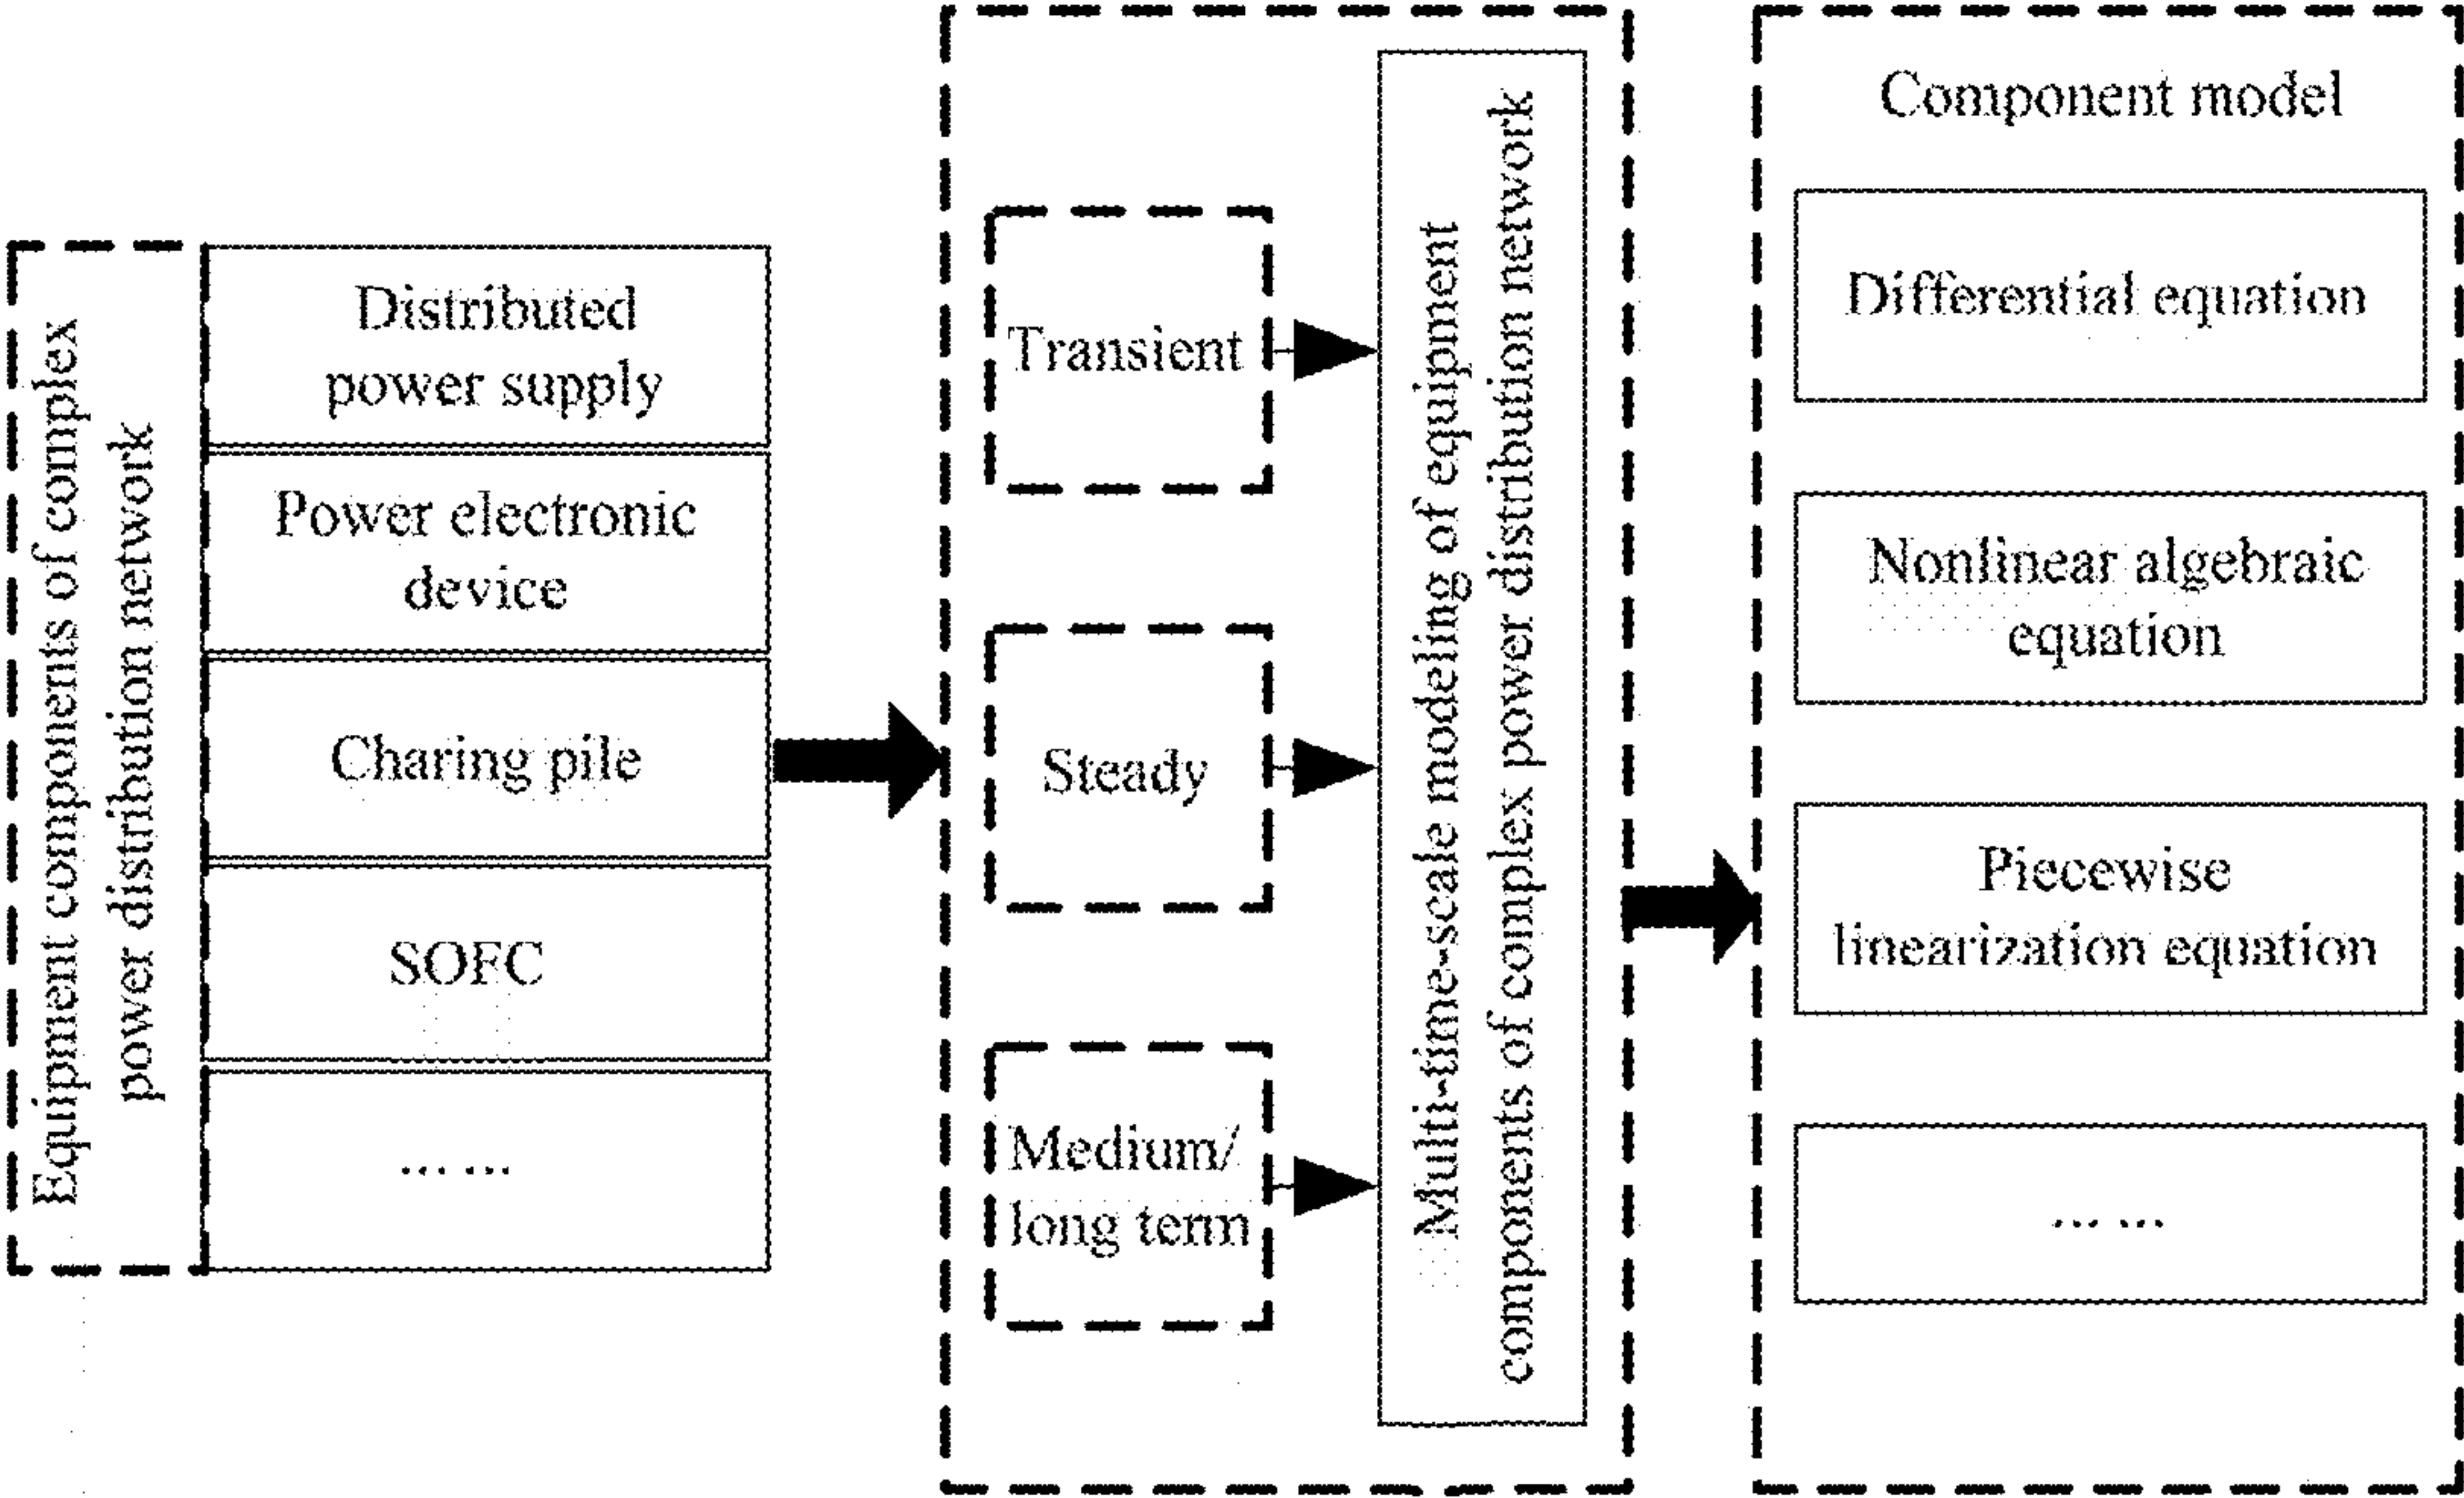 Equipment components of complex
power distribution network
Distributed
power supply
Power electronic
device
Charing pile
SOFC
... ...
Transient
Steady
Medium/
long term
Multi-time-scale modeling of equipment
components of complex power distribution network
Component model
Differential equation
Nonlinear algebraic
equation
Piecewise
linearization equation
... ...